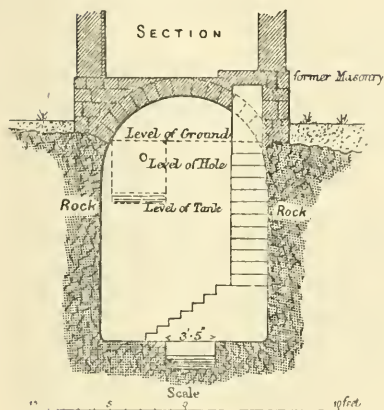 SECTION
former Masonry
Level of Ground
Level of Hole
Rock
Level of Tank
Rock
3'. 5"
Scale
5 0 10 feet